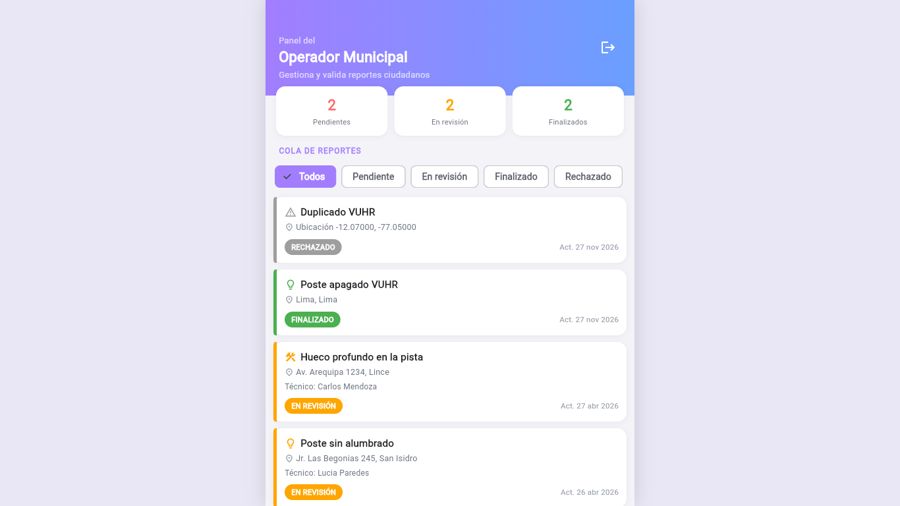 Panel del
Operador Municipal
Gestiona y valida reportes ciudadanos
2
Pendientes
2
En revisión
2
Finalizados
COLA DE REPORTES
Todos
Pendiente
En revisión
Finalizado
Rechazado
Duplicado VUHR
Ubicación -12.07000, -77.05000
RECHAZADO
Act. 27 nov 2026
Poste apagado VUHR
Lima, Lima
FINALIZADO
Act. 27 nov 2026
Hueco profundo en la pista
Av. Arequipa 1234, Lince
Técnico: Carlos Mendoza
EN REVISIÓN
Act. 27 abr 2026
Poste sin alumbrado
Jr. Las Begonias 245, San Isidro
Técnico: Lucia Paredes
EN REVISIÓN
Act. 26 abr 2026